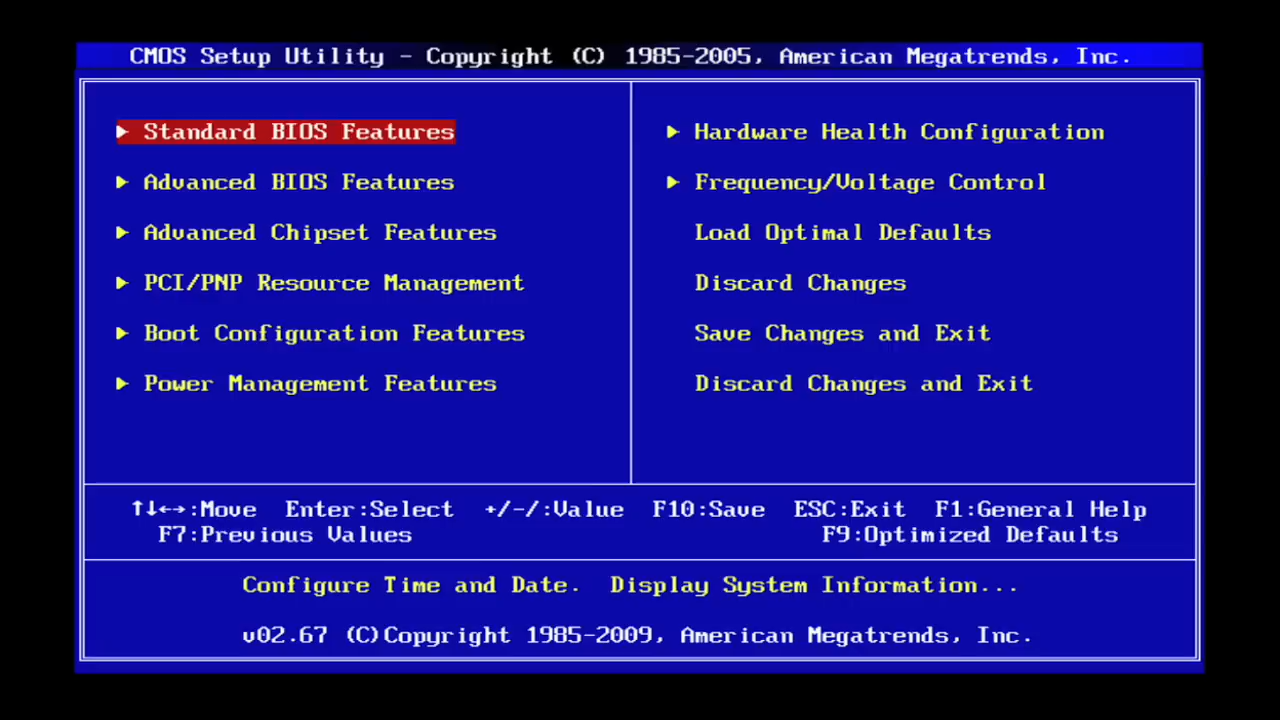 CMOS Setup Utility - Copyright (C) 1985-2005, American Megatrends, Inc.
▶ Standard BIOS Features
▶ Advanced BIOS Features
▶ Advanced Chipset Features
▶ PCI/PNP Resource Management
▶ Boot Configuration Features
▶ Power Management Features
▶ Hardware Health Configuration
▶ Frequency/Voltage Control
Load Optimal Defaults
Discard Changes
Save Changes and Exit
Discard Changes and Exit
↑↓←→:Move Enter:Select +/-/:Value F10:Save ESC:Exit F1:General Help
F7:Previous Values F9:Optimized Defaults
Configure Time and Date. Display System Information...
v02.67 (C)Copyright 1985-2009, American Megatrends, Inc.